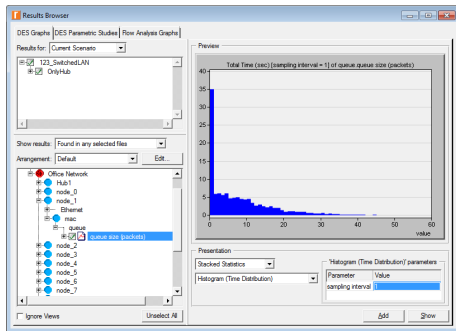 Results Browser
DES Graphs DES Parametric Studies Flow Analysis Graphs
Results for: Current Scenario
123_SwitchedLAN
OnlyHub
Show results: Found in any selected files
Arrangement: Default Edit...
Office Network
Hub1
node_0
node_1
Ethernet
mac
queue
queue size (packets)
node_2
node_3
node_4
node_5
node_6
node_7
Ignore Views Unselect All
Preview
Total Time (sec) [sampling interval = 1] of queue.queue size (packets)
40
35
30
25
20
15
10
5
0
0 10 20 30 40 50 60
value
Presentation
Stacked Statistics
Histogram (Time Distribution)
'Histogram (Time Distribution)' parameters
Parameter Value
sampling interval 1
Add Show